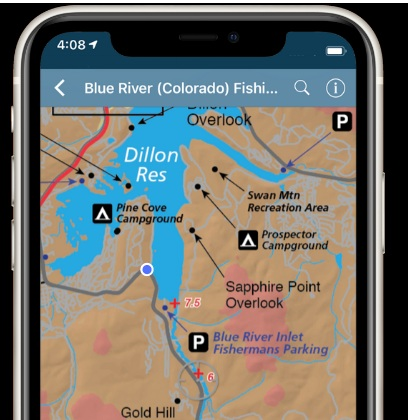 4:08
Blue River (Colorado) Fishi...
Dillon
Overlook
P
Dillon
Res
Swan Mtn
Recreation Area
Pine Cove
Campground
Prospector
Campground
Sapphire Point
Overlook
7.5
P
Blue River Inlet
Fishermans Parking
6
Gold Hill